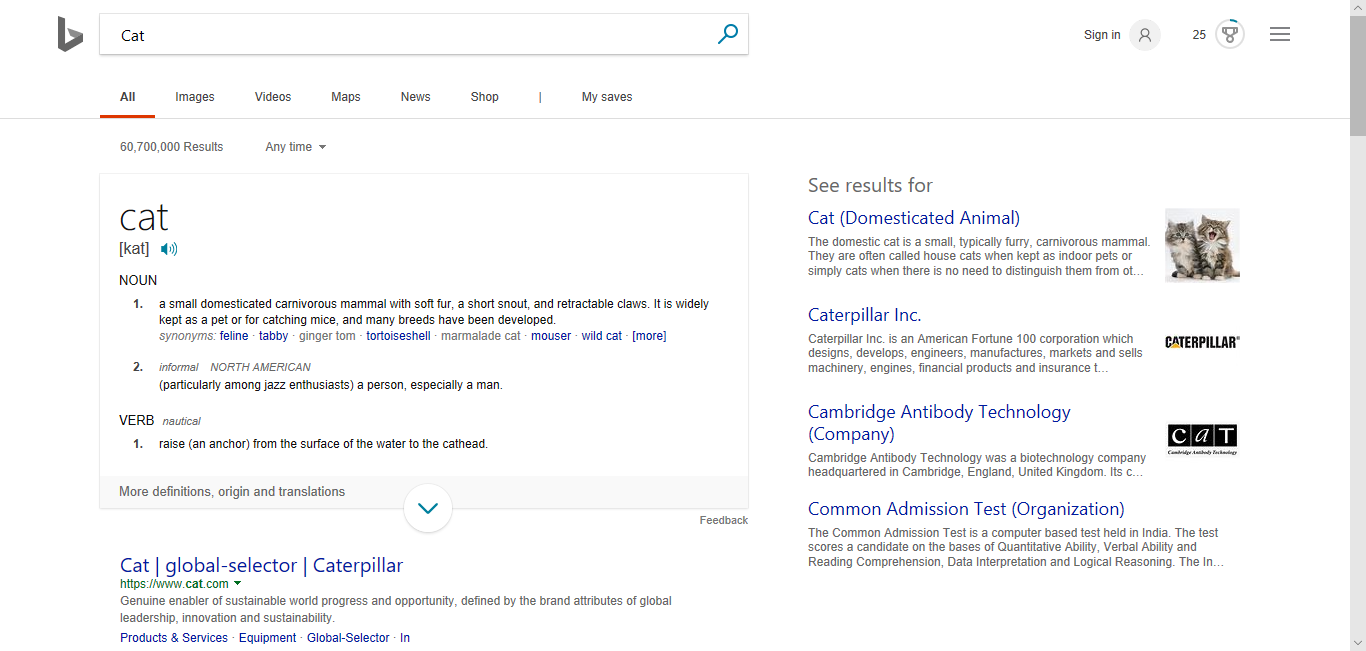 Cat
Sign in
25
All Images Videos Maps News Shop | My saves
60,700,000 Results Any time
cat
[kat]
NOUN
1. a small domesticated carnivorous mammal with soft fur, a short snout, and retractable claws. It is widely
kept as a pet or for catching mice, and many breeds have been developed.
synonyms: feline · tabby · ginger tom · tortoiseshell · marmalade cat · mouser · wild cat · [more]
2. informal NORTH AMERICAN
(particularly among jazz enthusiasts) a person, especially a man.
VERB nautical
1. raise (an anchor) from the surface of the water to the cathead.
More definitions, origin and translations
Feedback
Cat | global-selector | Caterpillar
https://www.cat.com
Genuine enabler of sustainable world progress and opportunity, defined by the brand attributes of global
leadership, innovation and sustainability.
Products & Services · Equipment · Global-Selector · In
See results for
Cat (Domesticated Animal)
The domestic cat is a small, typically furry, carnivorous mammal.
They are often called house cats when kept as indoor pets or
simply cats when there is no need to distinguish them from ot...
Caterpillar Inc.
Caterpillar Inc. is an American Fortune 100 corporation which
designs, develops, engineers, manufactures, markets and sells
machinery, engines, financial products and insurance t...
CATERPILLAR®
Cambridge Antibody Technology
(Company)
Cambridge Antibody Technology was a biotechnology company
headquartered in Cambridge, England, United Kingdom. Its c...
CaT
Cambridge Antibody Technology
Common Admission Test (Organization)
The Common Admission Test is a computer based test held in India. The test
scores a candidate on the bases of Quantitative Ability, Verbal Ability and
Reading Comprehension, Data Interpretation and Logical Reasoning. The In...